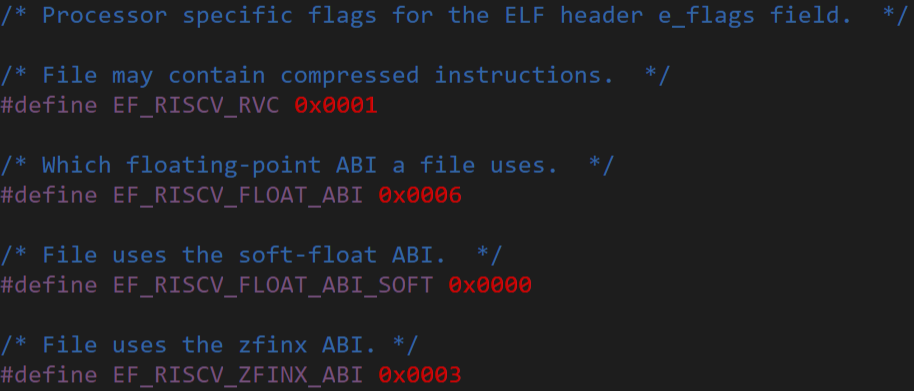 /* Processor specific flags for the ELF header e_flags field.  */
/* File may contain compressed instructions.  */
#define EF_RISCV_RVC 0x0001
/* Which floating-point ABI a file uses.  */
#define EF_RISCV_FLOAT_ABI 0x0006
/* File uses the soft-float ABI.  */
#define EF_RISCV_FLOAT_ABI_SOFT 0x0000
/* File uses the zfinx ABI. */
#define EF_RISCV_ZFINX_ABI 0x0003